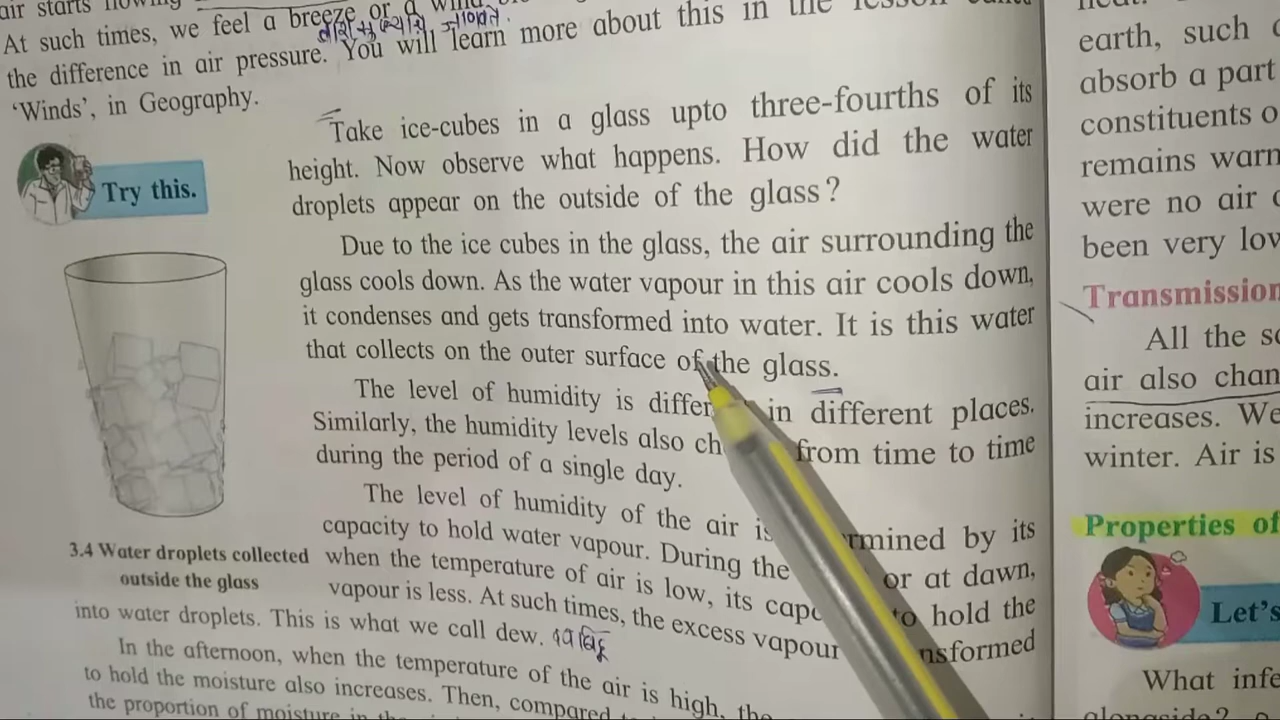 air starts
At such times, we feel a breeze or a wind
the difference in air pressure. You will learn more about this in the lesson
'Winds', in Geography.
Try this.
Take ice-cubes in a glass upto three-fourths of its
height. Now observe what happens. How did the water
droplets appear on the outside of the glass?
Due to the ice cubes in the glass, the air surrounding the
glass cools down. As the water vapour in this air cools down,
it condenses and gets transformed into water. It is this water
that collects on the outer surface of the glass.
The level of humidity is in different places.
Similarly, the humidity levels also from time to time
during the period of a single day.
The level of humidity of the air by its
capacity to hold water vapour. During the or at dawn,
when the temperature of air is low, its to hold the
vapour is less. At such times, the excess vapour
into water droplets. This is what we call dew.
In the afternoon, when the temperature of the air is high, the
to hold the moisture also increases. Then, compared
the proportion of moisture in
3.4 Water droplets collected
outside the glass
earth, such
absorb a part
constituents
remains warm
were no air
been very low
Transmission
All the
air also
increases. We
winter. Air is
Properties of
Let's
What